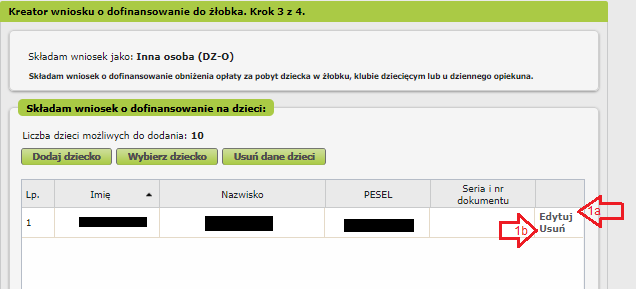 Kreator wniosku o dofinansowanie do żłobka. Krok 3 z 4.
Składam wniosek jako: Inna osoba (DZ-O)
Składam wniosek o dofinansowanie obniżenia opłaty za pobyt dziecka w żłobku, klubie dziecięcym lub u dziennego opiekuna.
Składam wniosek o dofinansowanie na dzieci:
Liczba dzieci możliwych do dodania: 10
Dodaj dziecko Wybierz dziecko Usuń dane dzieci
Lp. Imię Nazwisko PESEL Seria i nr dokumentu
1 Edytuj 1a
1b Usuń